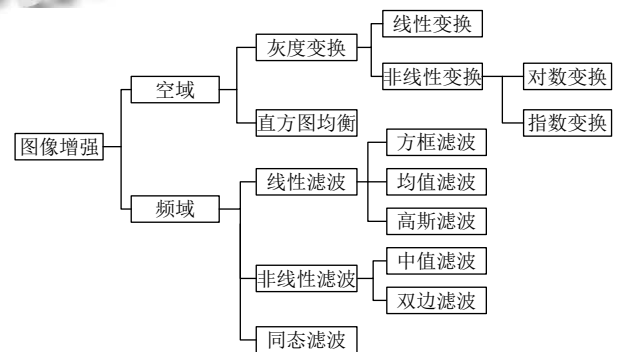 图像增强
空域
灰度变换
线性变换
非线性变换
对数变换
指数变换
直方图均衡
频域
线性滤波
方框滤波
均值滤波
高斯滤波
非线性滤波
中值滤波
双边滤波
同态滤波